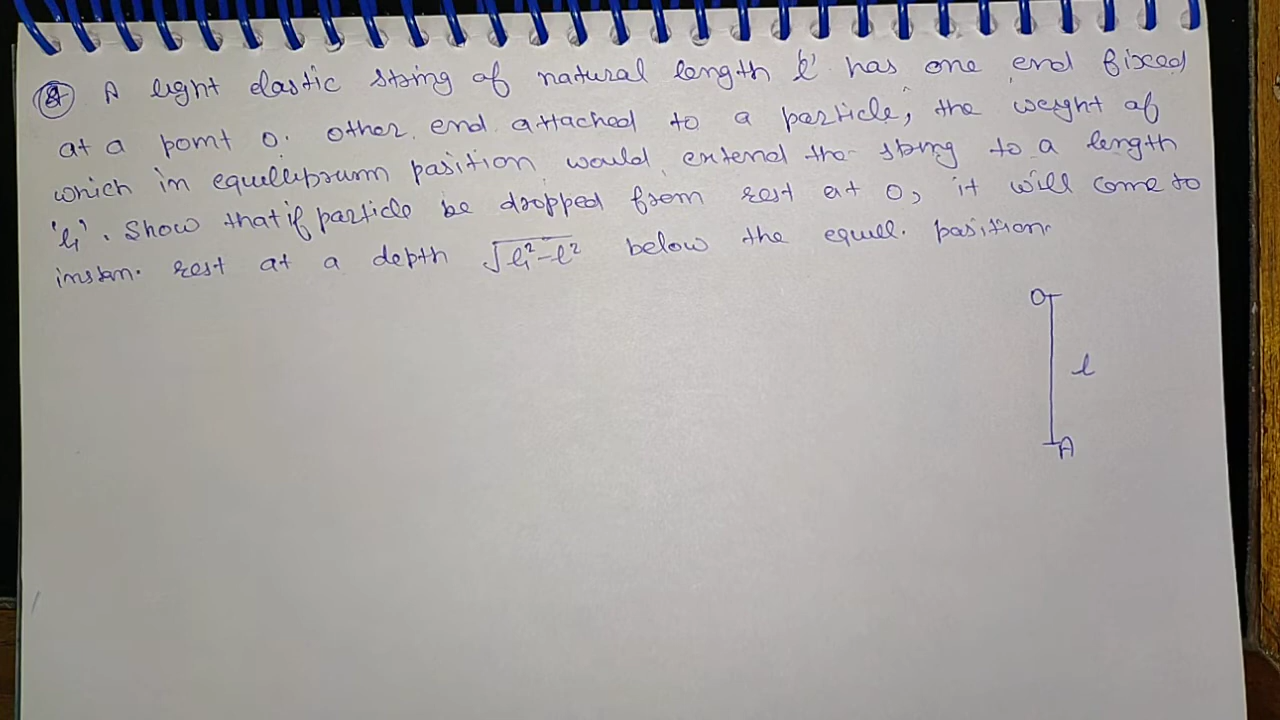 Q A light elastic string of natural length 'l' has one end fixed
at a point O. Other end attached to a particle, the weight of
which in equillibrium position would extend the string to a length
'l₁'. Show that if particle be dropped from rest at O, it will come to
instan. rest at a depth √l₁²-l² below the equill. position.
O
l
A